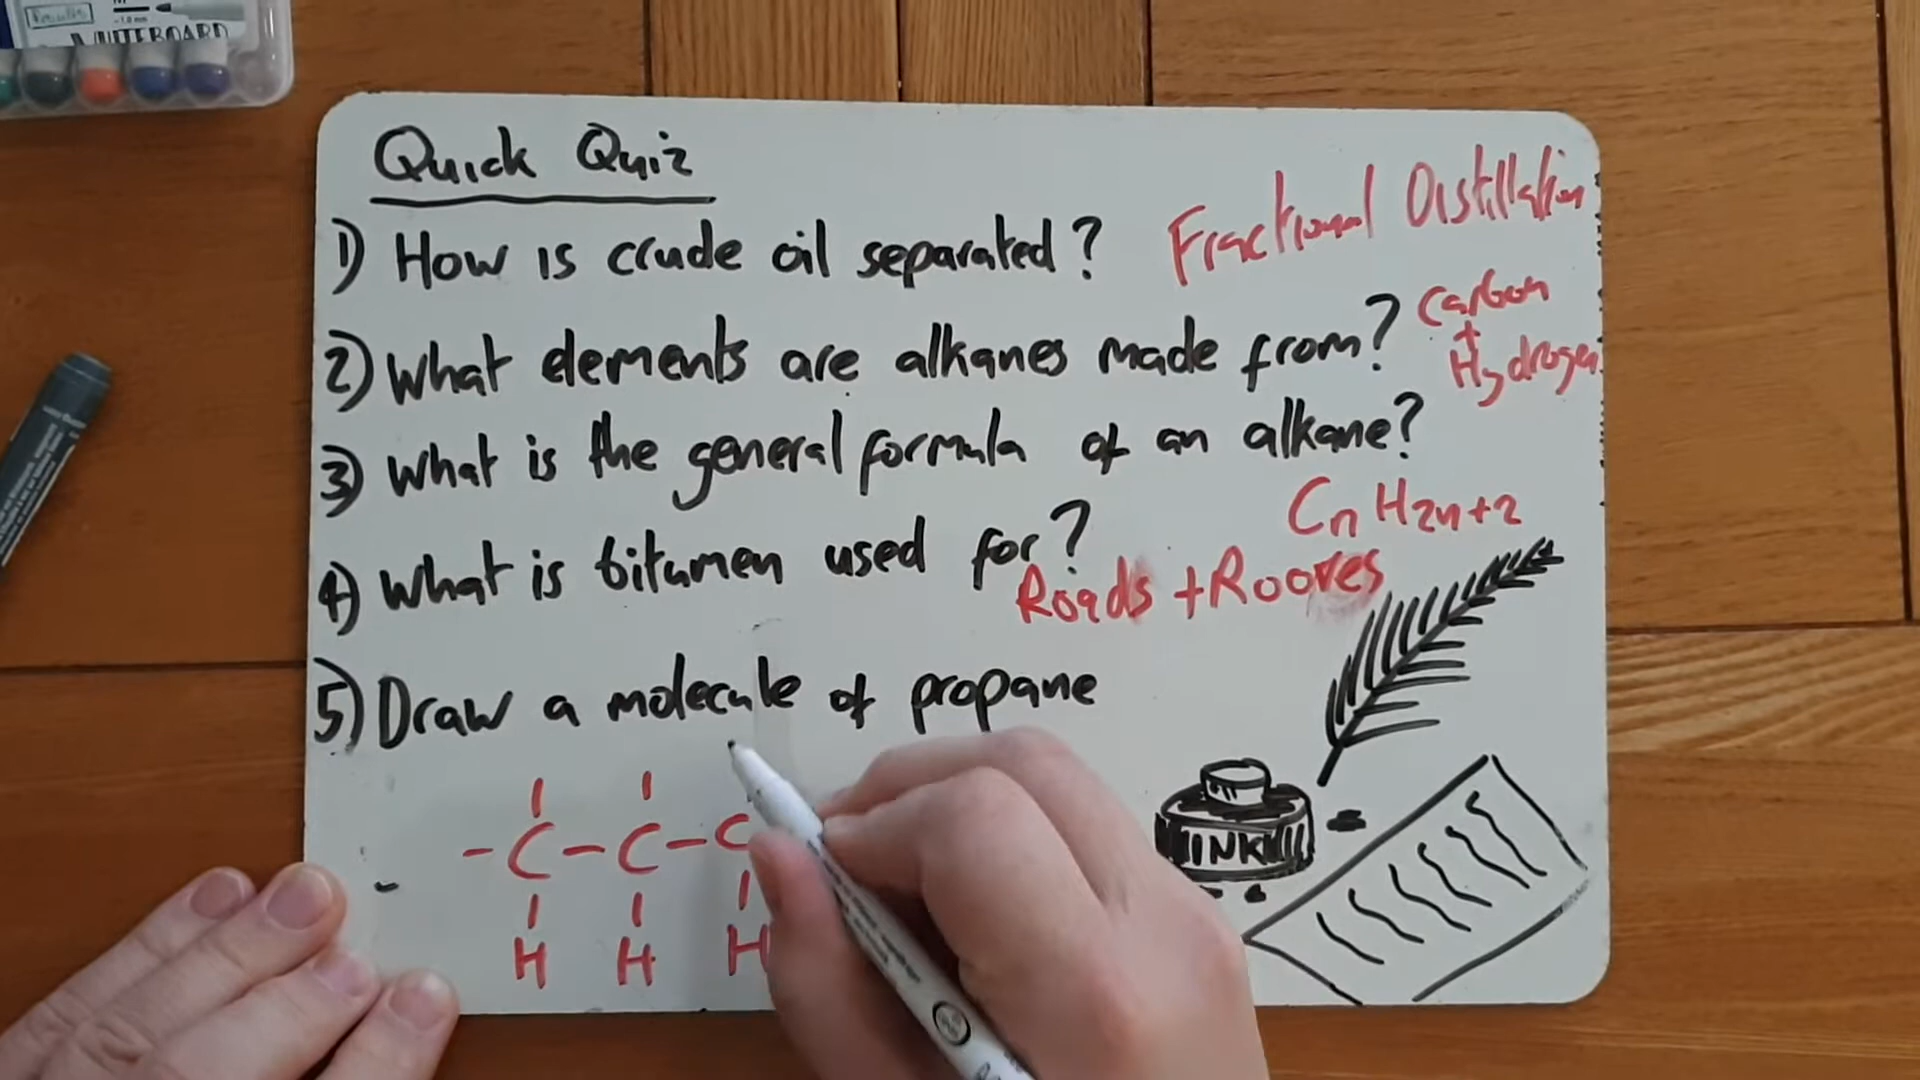 WHITEBOARD
Quick Quiz
1) How is crude oil separated? Fractional Distillation
2) What elements are alkanes made from? Carbon
+
Hydrogen
3) What is the general formula of an alkane?
CnH2n+2
4) What is bitumen used for?
Roads + Rooves
5) Draw a molecule of propane
- C - C - C
H H H
INK